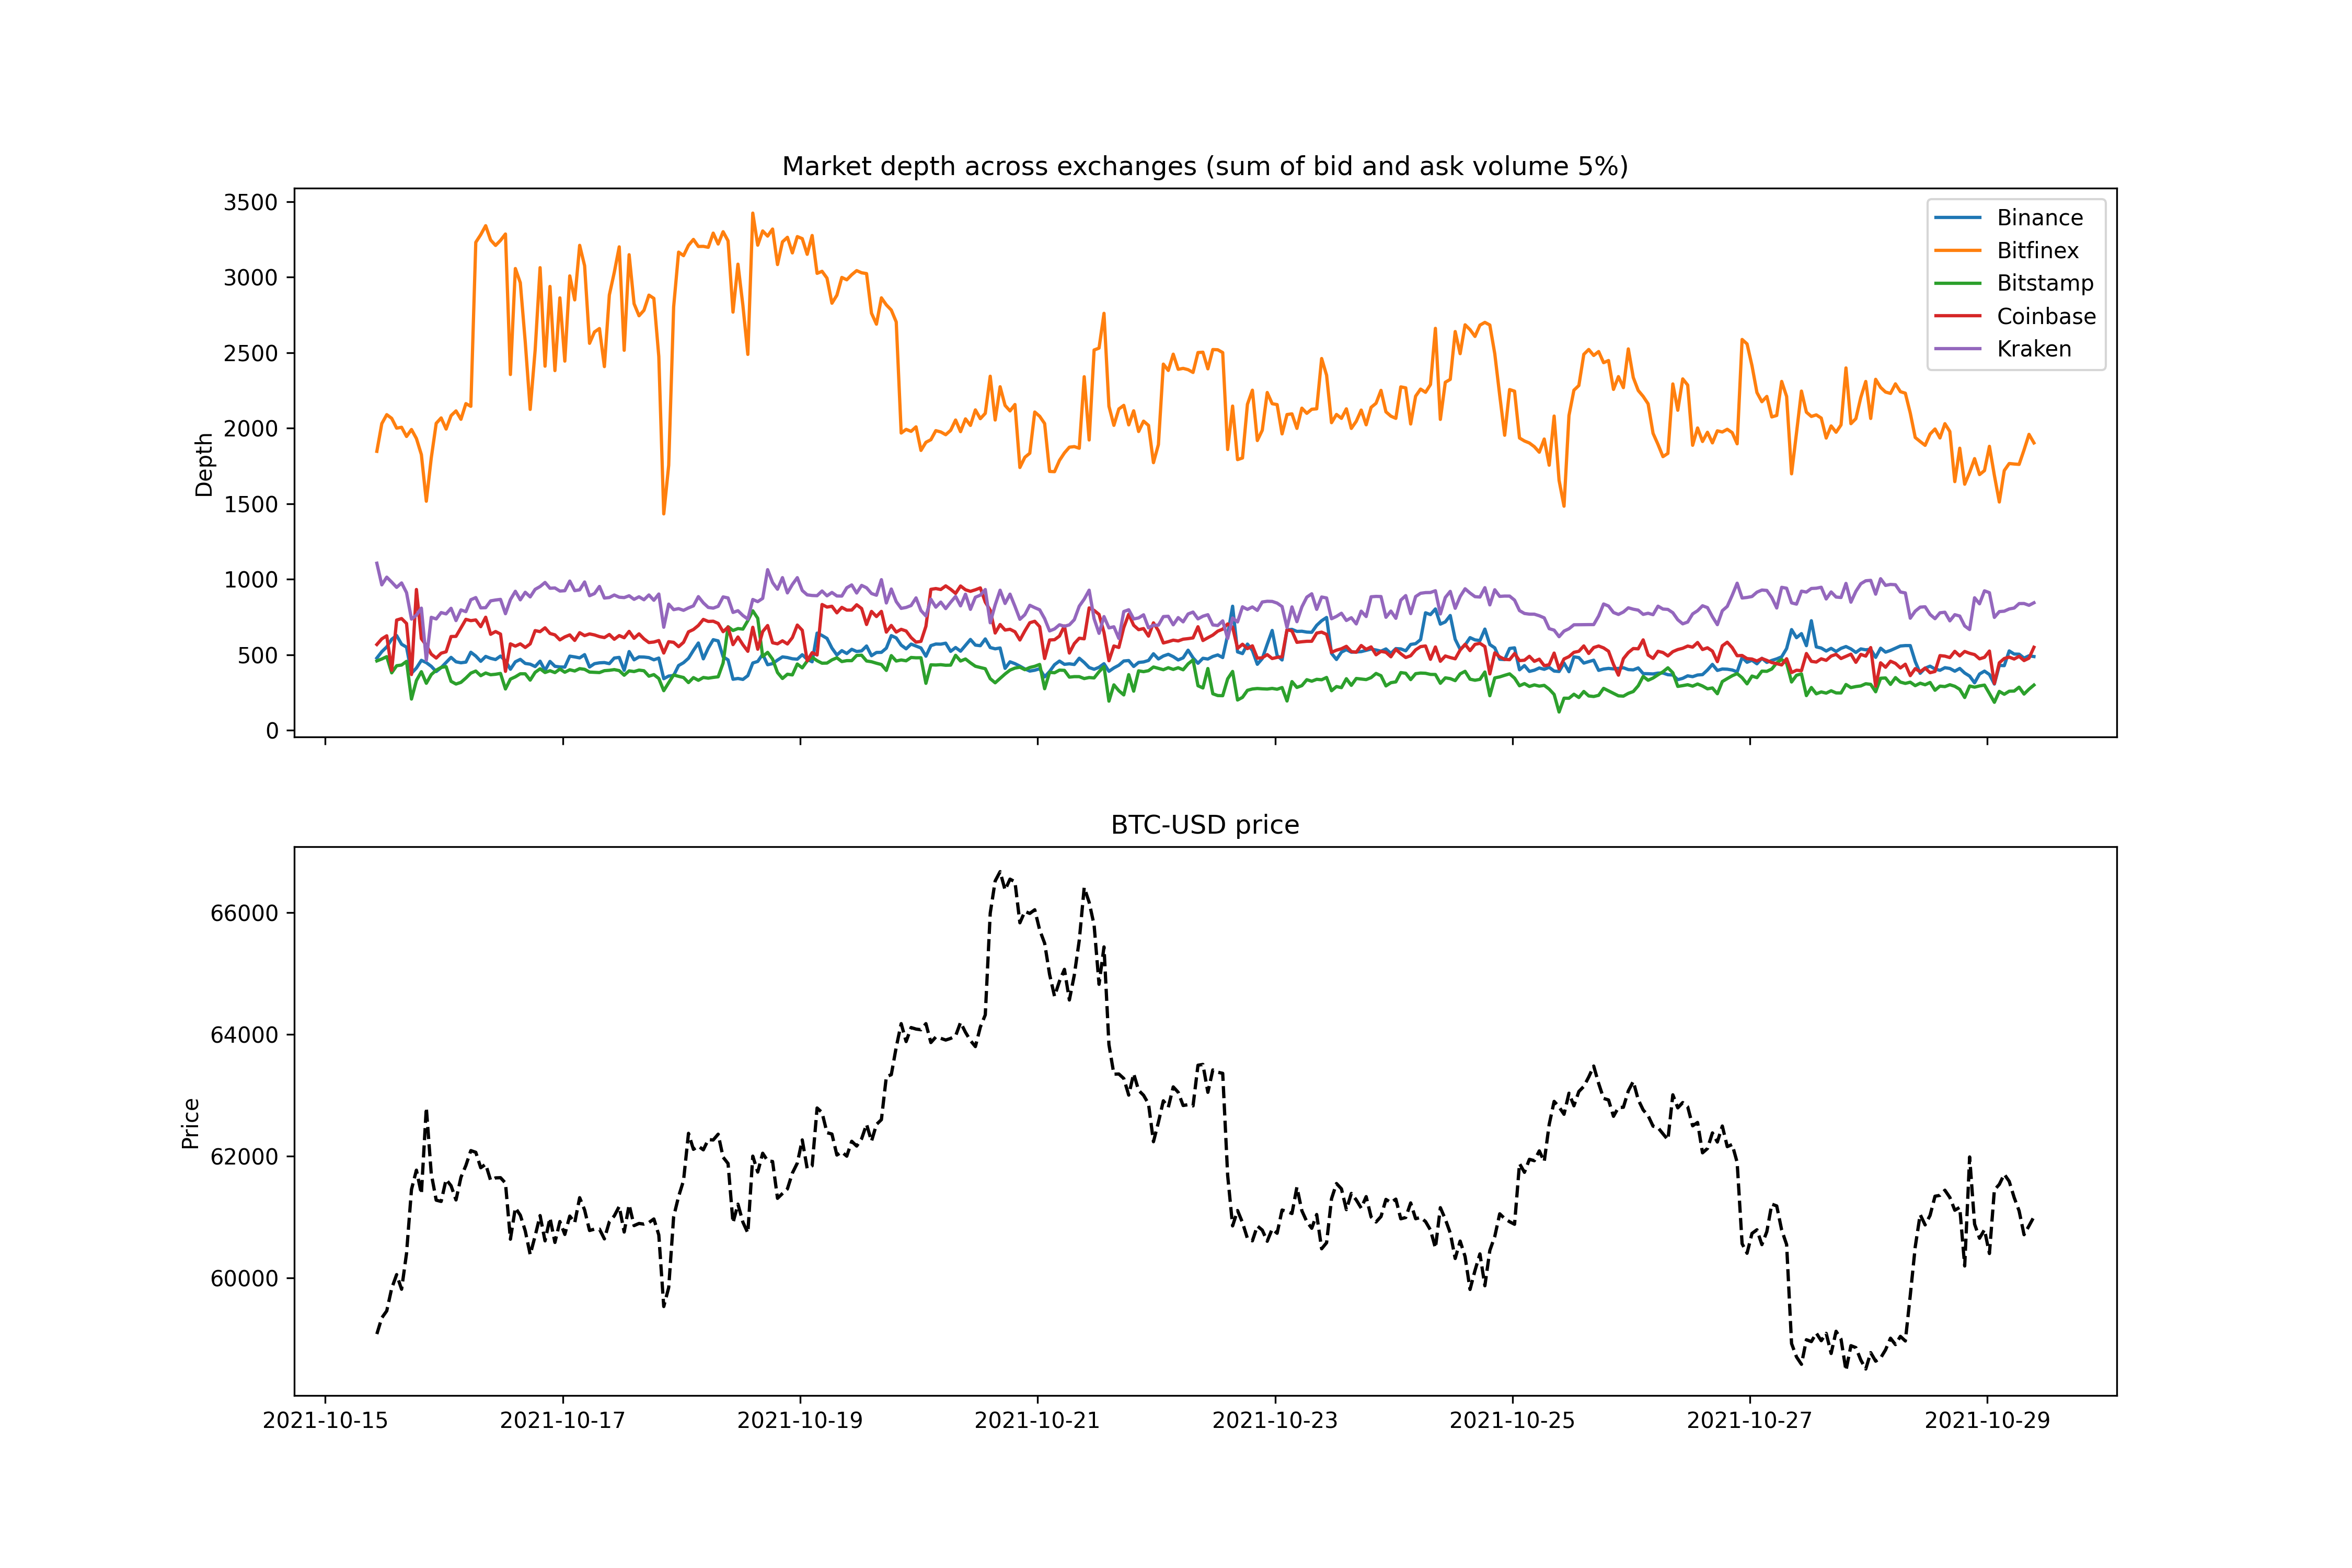 Market depth across exchanges (sum of bid and ask volume 5%)
3500
3000
2500
2000
1500
1000
500
0
Depth
Binance
Bitfinex
Bitstamp
Coinbase
Kraken
BTC-USD price
66000
64000
62000
60000
Price
2021-10-15
2021-10-17
2021-10-19
2021-10-21
2021-10-23
2021-10-25
2021-10-27
2021-10-29